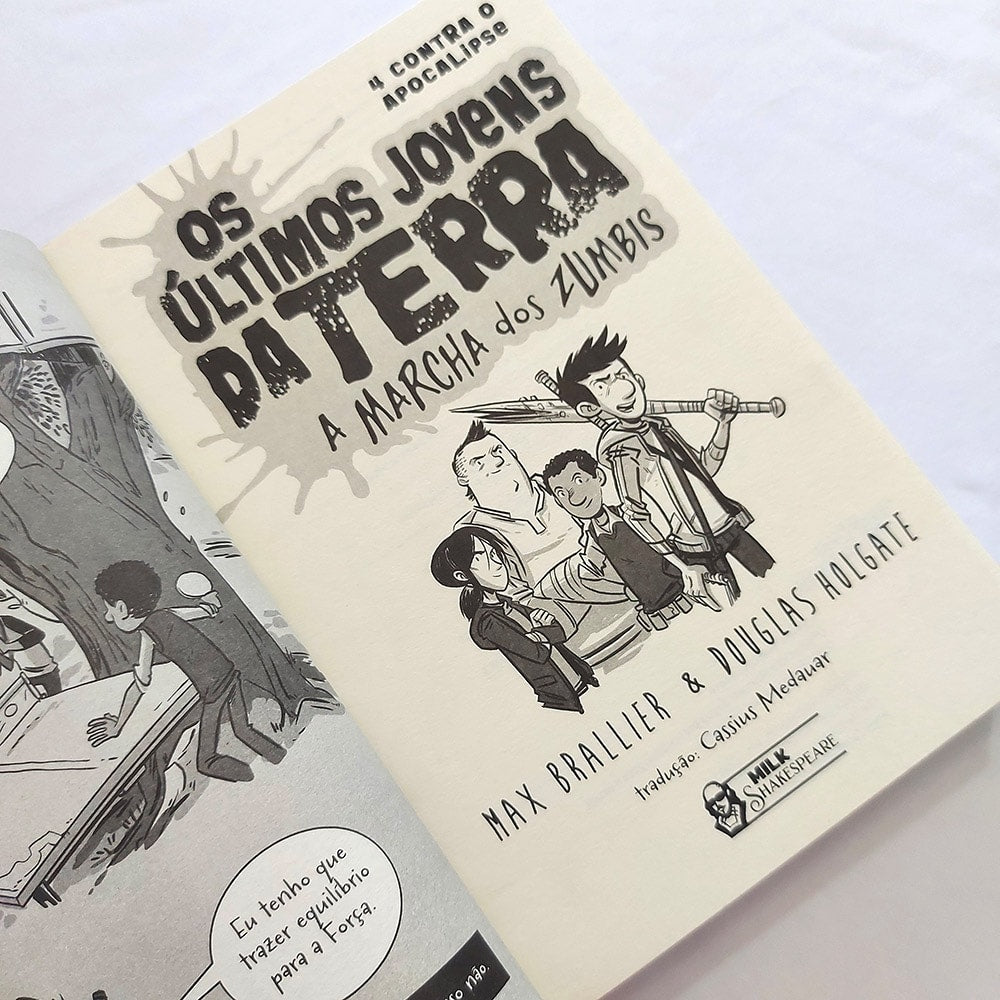 4 CONTRA O
APOCALIPSE
OS
ÚLTIMOS JOVENS
DA TERRA
A MARCHA dos ZUMBIS
MAX BRALLIER & DOUGLAS HOLGATE
tradução: Cassius Medauar
MILK
SHAKESPEARE
Eu tenho que
trazer equilíbrio
para a Força.
não.